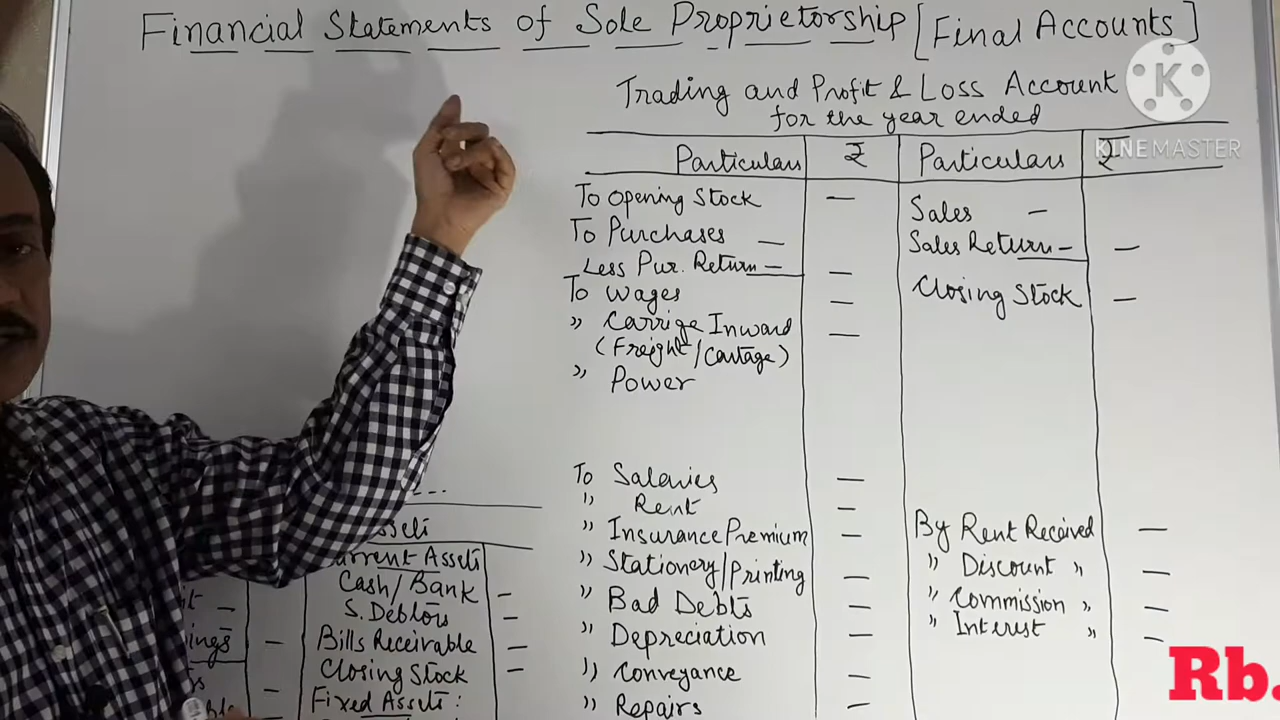 Financial Statements of Sole Proprietorship [Final Accounts]
Trading and Profit & Loss Account
for the year ended
Particulars ₹ Particulars ₹
KINEMASTER
To Opening Stock —
To Purchases —
Less Pur. Return — —
To Wages —
" Carrige Inward —
(Freight/Cartage)
" Power
Sales —
Sales Return — —
Closing Stock —
To Salaries —
" Rent —
" Insurance Premium —
" Stationery/Printing —
" Bad Debts —
" Depreciation —
" Conveyance —
" Repairs —
By Rent Received —
" Discount " —
" Commission " —
" Interest " —
Cash/Bank —
S. Debtors —
Bills Receivable —
Closing Stock —
Fixed Assets:
Rb.